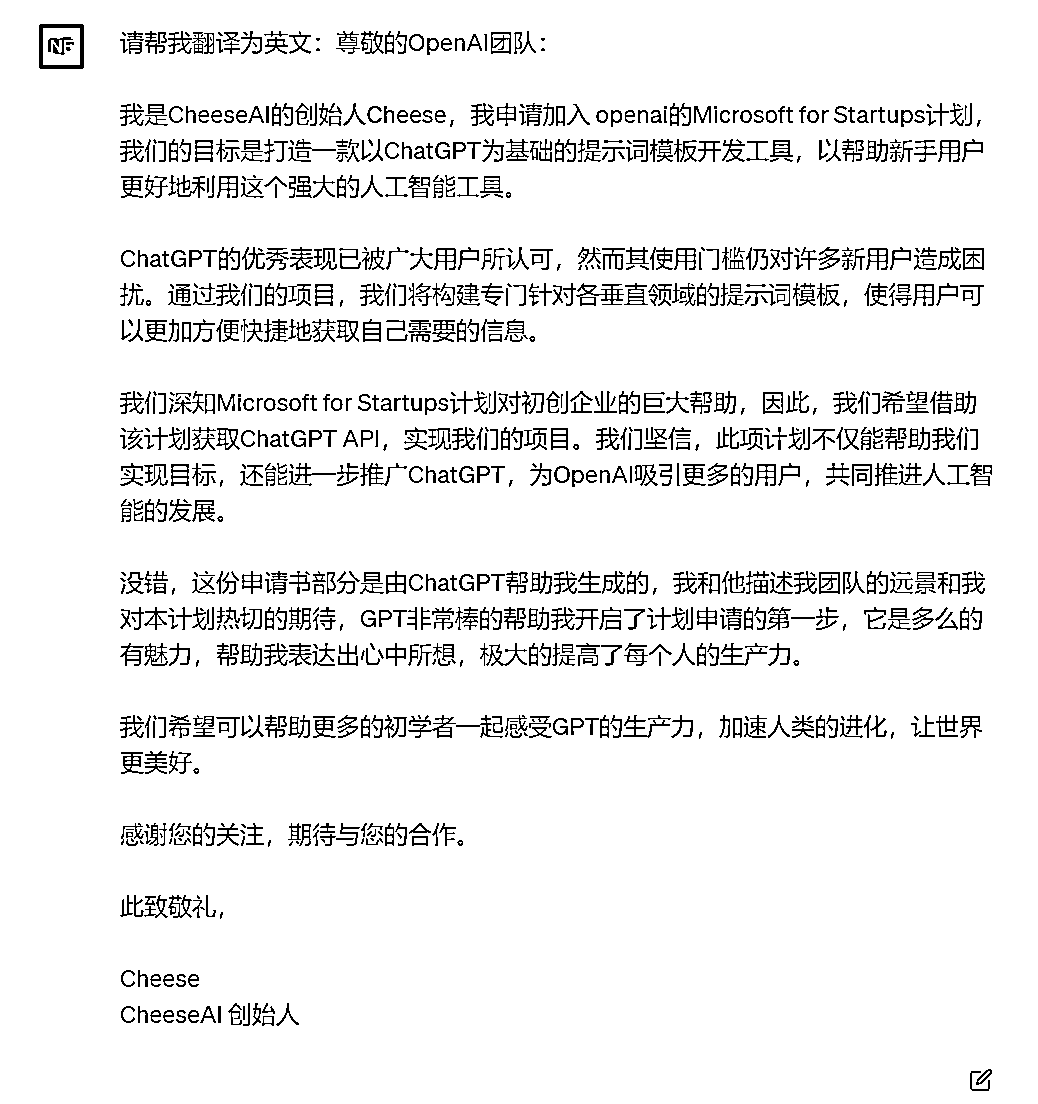 NF
请帮我翻译为英文：尊敬的OpenAI团队：
我是CheeseAI的创始人Cheese，我申请加入 openai的Microsoft for Startups计划，
我们的目标是打造一款以ChatGPT为基础的提示词模板开发工具，以帮助新手用户
更好地利用这个强大的人工智能工具。
ChatGPT的优秀表现已被广大用户所认可，然而其使用门槛仍对许多新用户造成困
扰。通过我们的项目，我们将构建专门针对各垂直领域的提示词模板，使得用户可
以更加方便快捷地获取自己需要的信息。
我们深知Microsoft for Startups计划对初创企业的巨大帮助，因此，我们希望借助
该计划获取ChatGPT API，实现我们的项目。我们坚信，此项计划不仅能帮助我们
实现目标，还能进一步推广ChatGPT，为OpenAI吸引更多的用户，共同推进人工智
能的发展。
没错，这份申请书部分是由ChatGPT帮助我生成的，我和他描述我团队的远景和我
对本计划热切的期待，GPT非常棒的帮助我开启了计划申请的第一步，它是多么的
有魅力，帮助我表达出心中所想，极大的提高了每个人的生产力。
我们希望可以帮助更多的初学者一起感受GPT的生产力，加速人类的进化，让世界
更美好。
感谢您的关注，期待与您的合作。
此致敬礼，
Cheese
CheeseAI 创始人